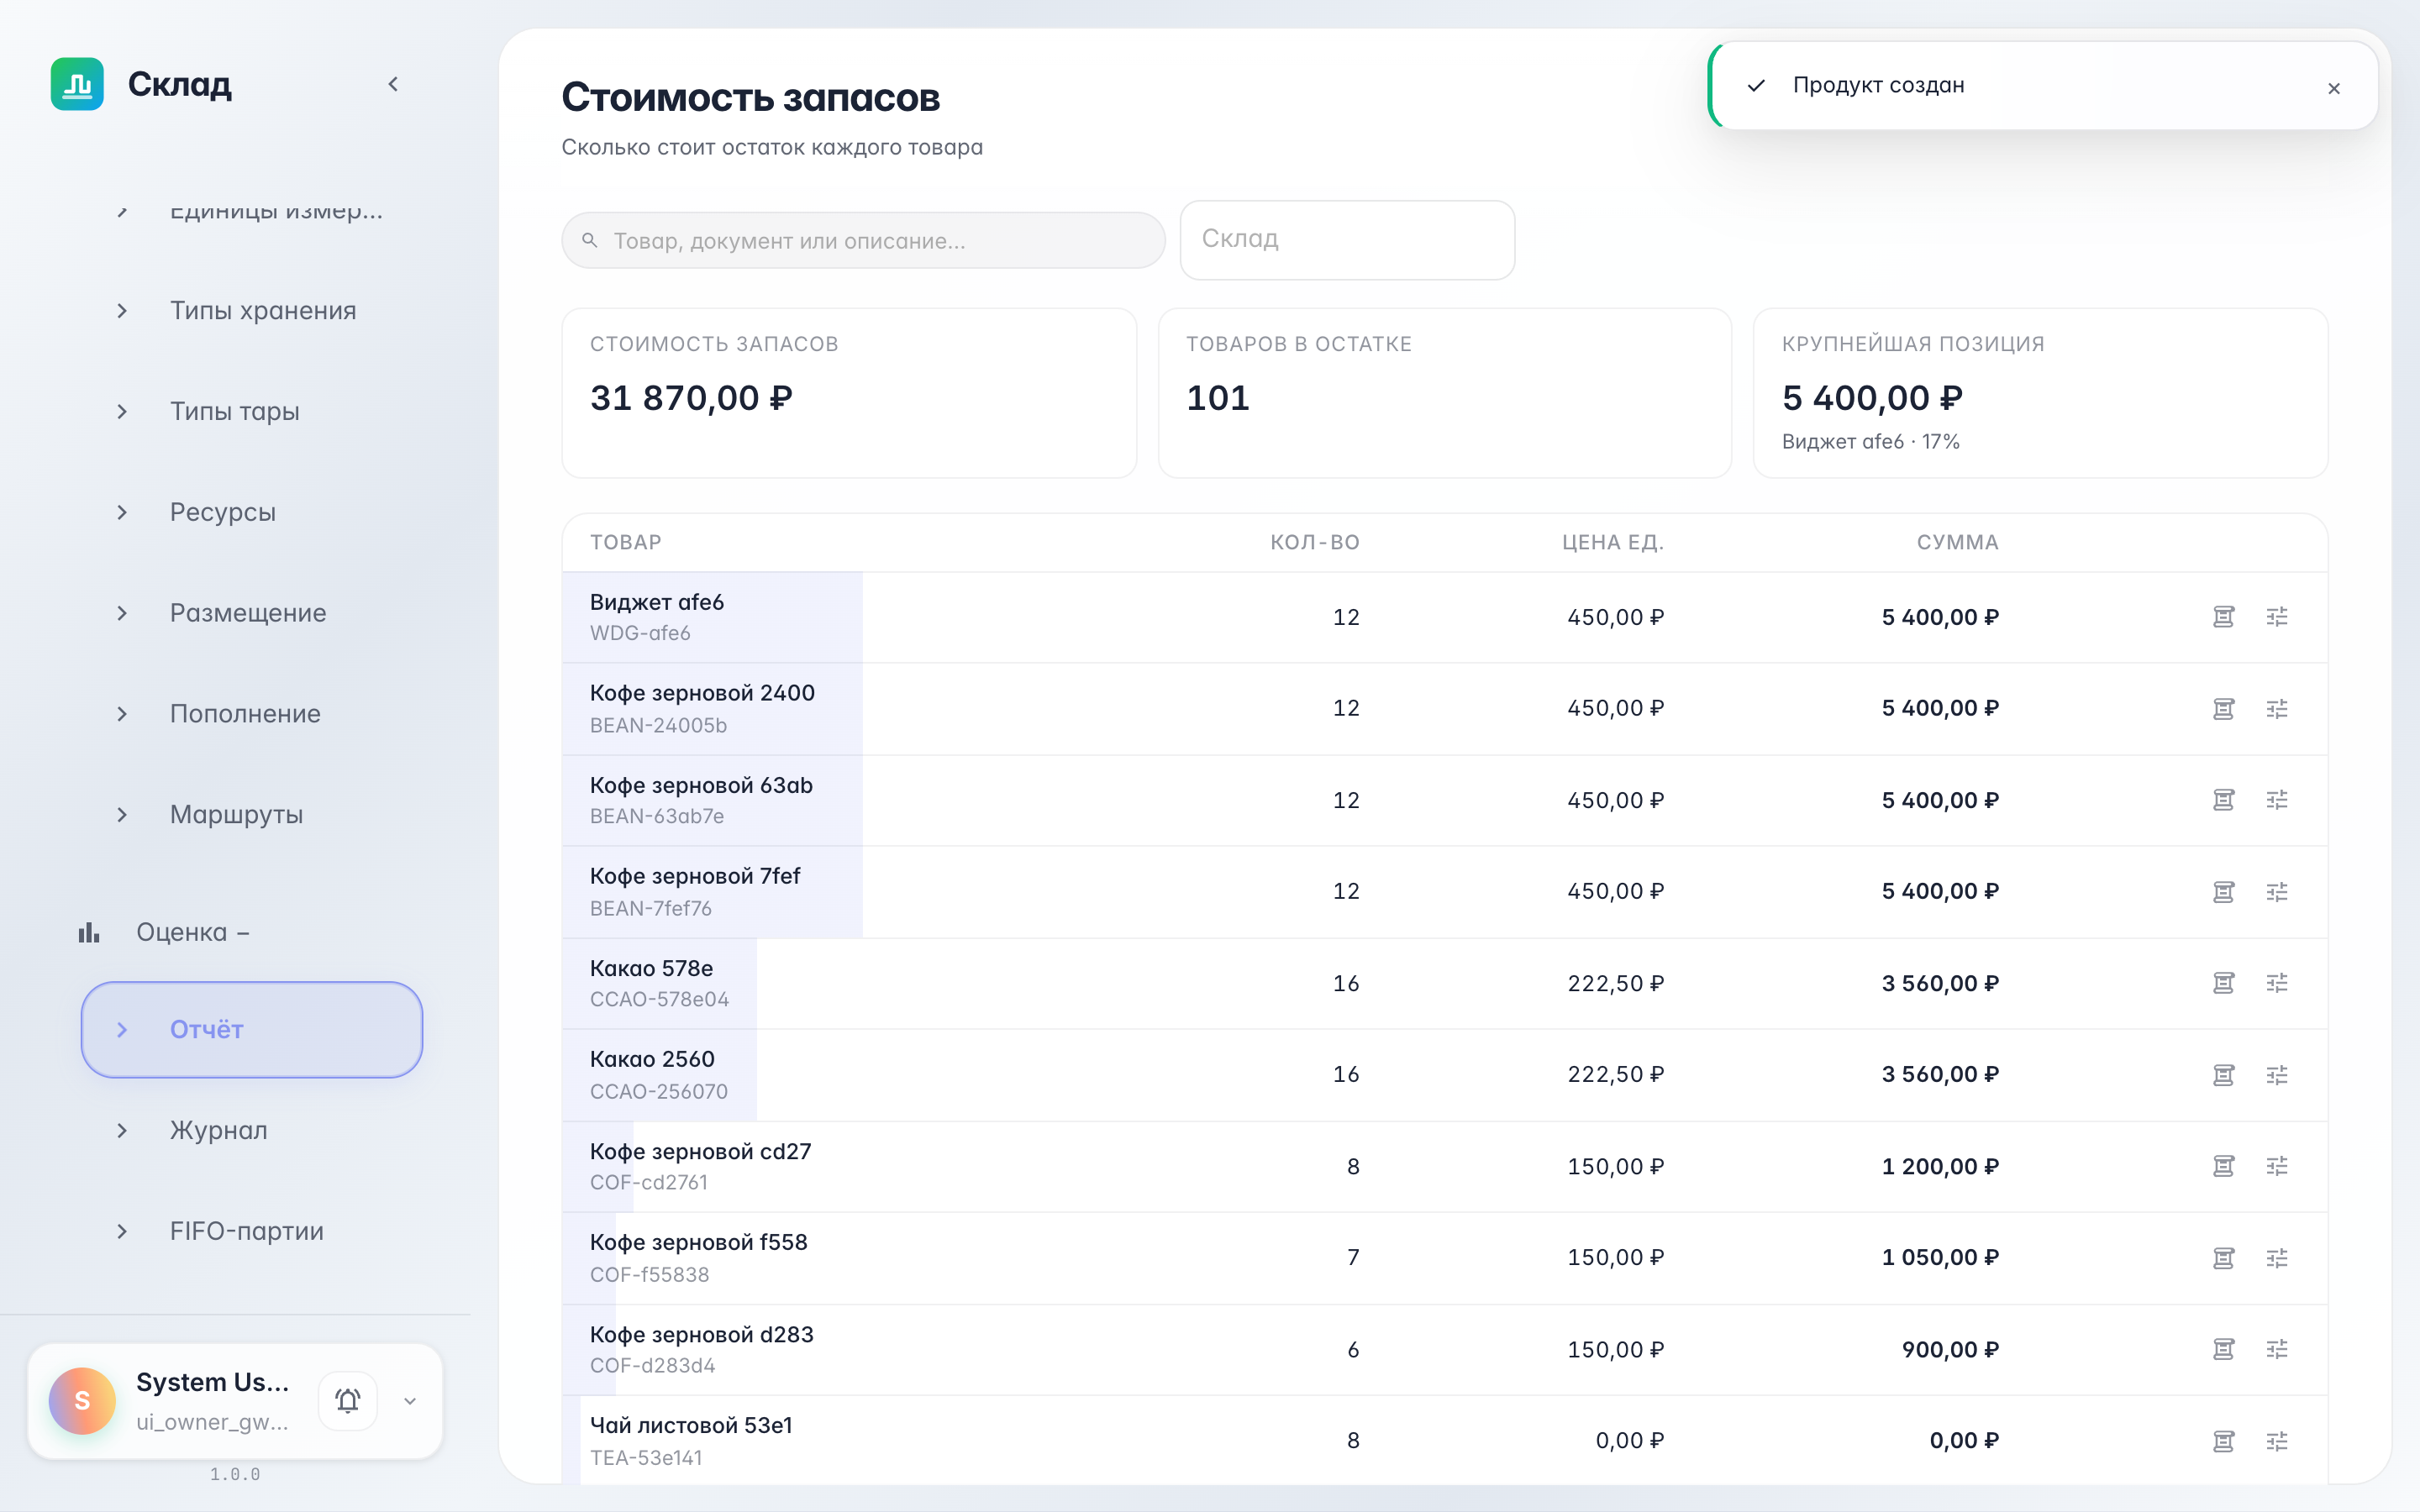 Склад
Единицы измер...
Типы хранения
Типы тары
Ресурсы
Размещение
Пополнение
Маршруты
Оценка –
Отчёт
Журнал
FIFO-партии
S
System Us...
ui_owner_gw...
1.0.0
Стоимость запасов
Сколько стоит остаток каждого товара
Продукт создан
Товар, документ или описание...
Склад
СТОИМОСТЬ ЗАПАСОВ
31 870,00 ₽
ТОВАРОВ В ОСТАТКЕ
101
КРУПНЕЙШАЯ ПОЗИЦИЯ
5 400,00 ₽
Виджет afe6 · 17%
ТОВАР КОЛ-ВО ЦЕНА ЕД. СУММА
Виджет afe6 12 450,00 ₽ 5 400,00 ₽
WDG-afe6
Кофе зерновой 2400 12 450,00 ₽ 5 400,00 ₽
BEAN-24005b
Кофе зерновой 63ab 12 450,00 ₽ 5 400,00 ₽
BEAN-63ab7e
Кофе зерновой 7fef 12 450,00 ₽ 5 400,00 ₽
BEAN-7fef76
Какао 578e 16 222,50 ₽ 3 560,00 ₽
CCAO-578e04
Какао 2560 16 222,50 ₽ 3 560,00 ₽
CCAO-256070
Кофе зерновой cd27 8 150,00 ₽ 1 200,00 ₽
COF-cd2761
Кофе зерновой f558 7 150,00 ₽ 1 050,00 ₽
COF-f55838
Кофе зерновой d283 6 150,00 ₽ 900,00 ₽
COF-d283d4
Чай листовой 53e1 8 0,00 ₽ 0,00 ₽
TEA-53e141